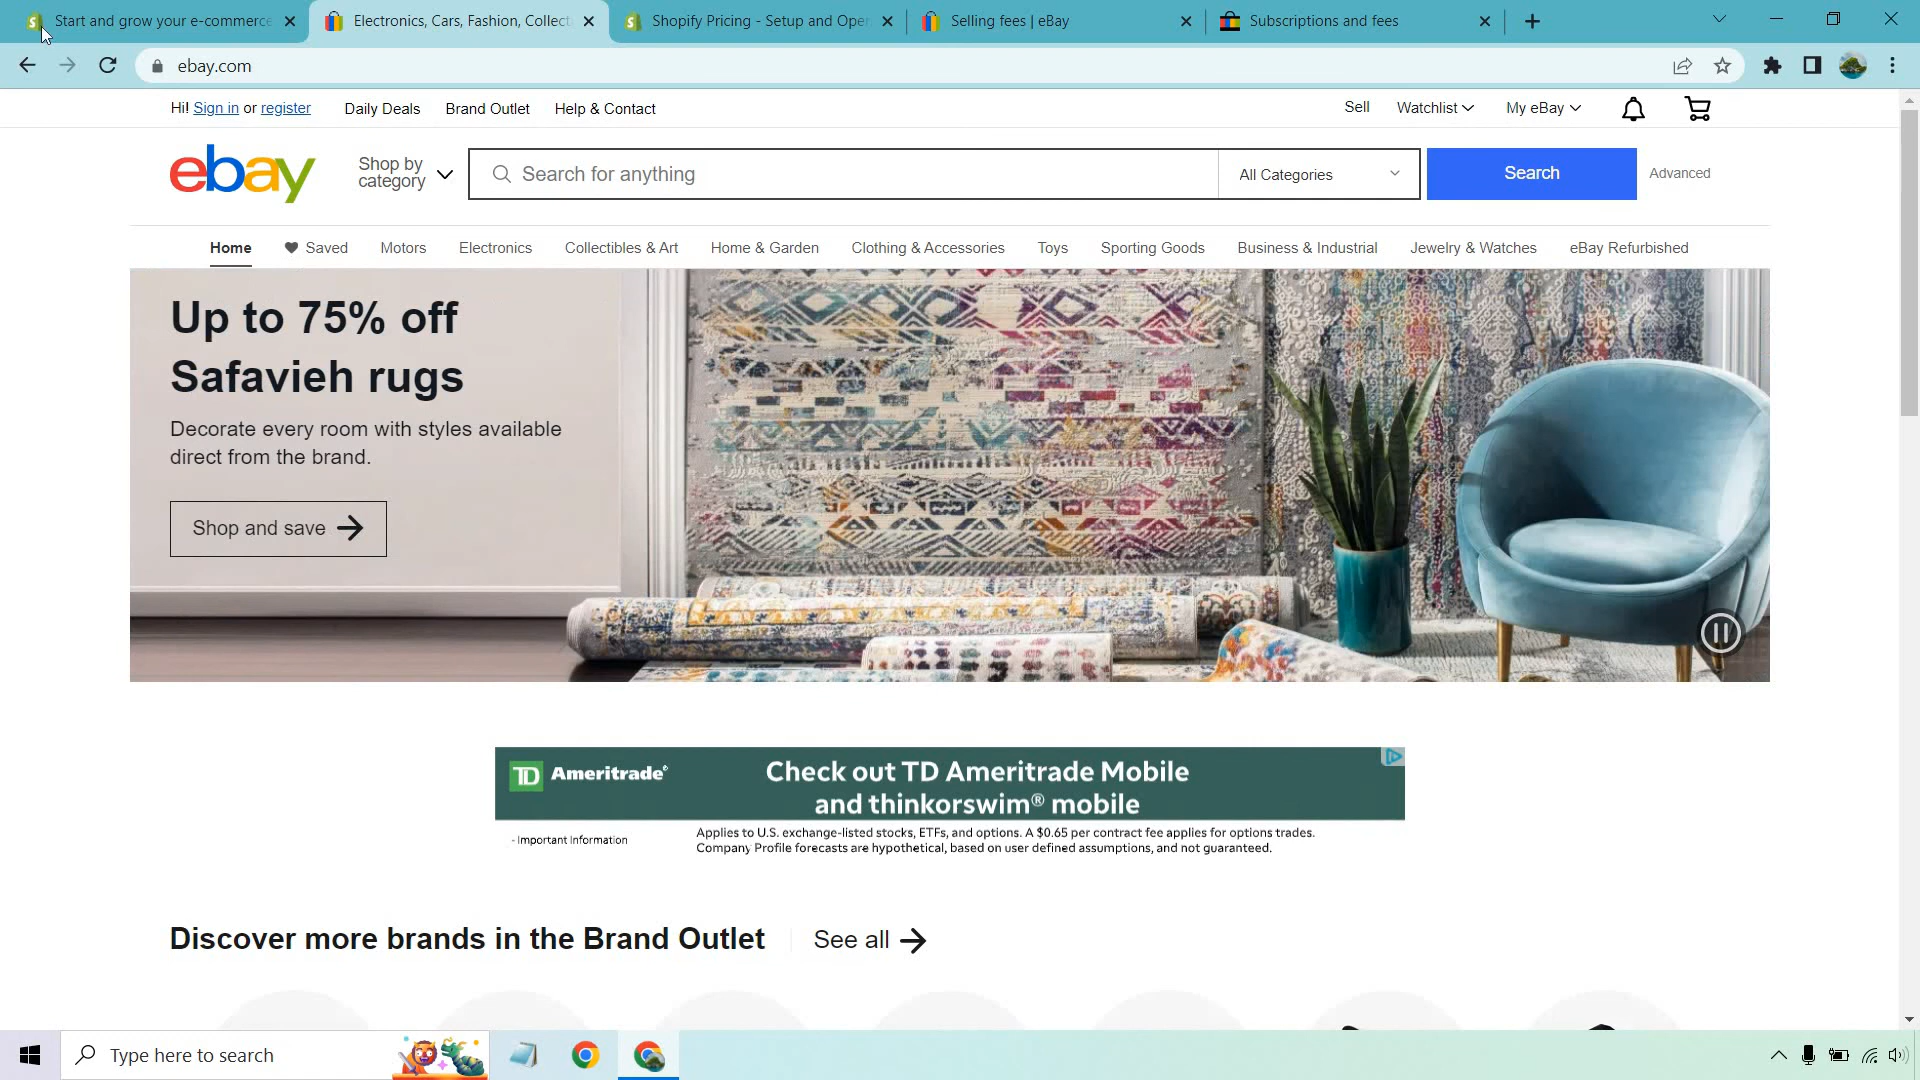 Start and grow your e-commerce
Electronics, Cars, Fashion, Collect
Shopify Pricing - Setup and Oper
Selling fees | eBay
Subscriptions and fees
ebay.com
Hi! Sign in or register
Daily Deals
Brand Outlet
Help & Contact
Sell
Watchlist
My eBay
ebay
Shop by
category
Search for anything
All Categories
Search
Advanced
Home
Saved
Motors
Electronics
Collectibles & Art
Home & Garden
Clothing & Accessories
Toys
Sporting Goods
Business & Industrial
Jewelry & Watches
eBay Refurbished
Up to 75% off
Safavieh rugs
Decorate every room with styles available
direct from the brand.
Shop and save
TD Ameritrade®
Check out TD Ameritrade Mobile
and thinkorswim® mobile
- Important Information
Applies to U.S. exchange-listed stocks, ETFs, and options. A $0.65 per contract fee applies for options trades.
Company Profile forecasts are hypothetical, based on user defined assumptions, and not guaranteed.
Discover more brands in the Brand Outlet
See all
Type here to search